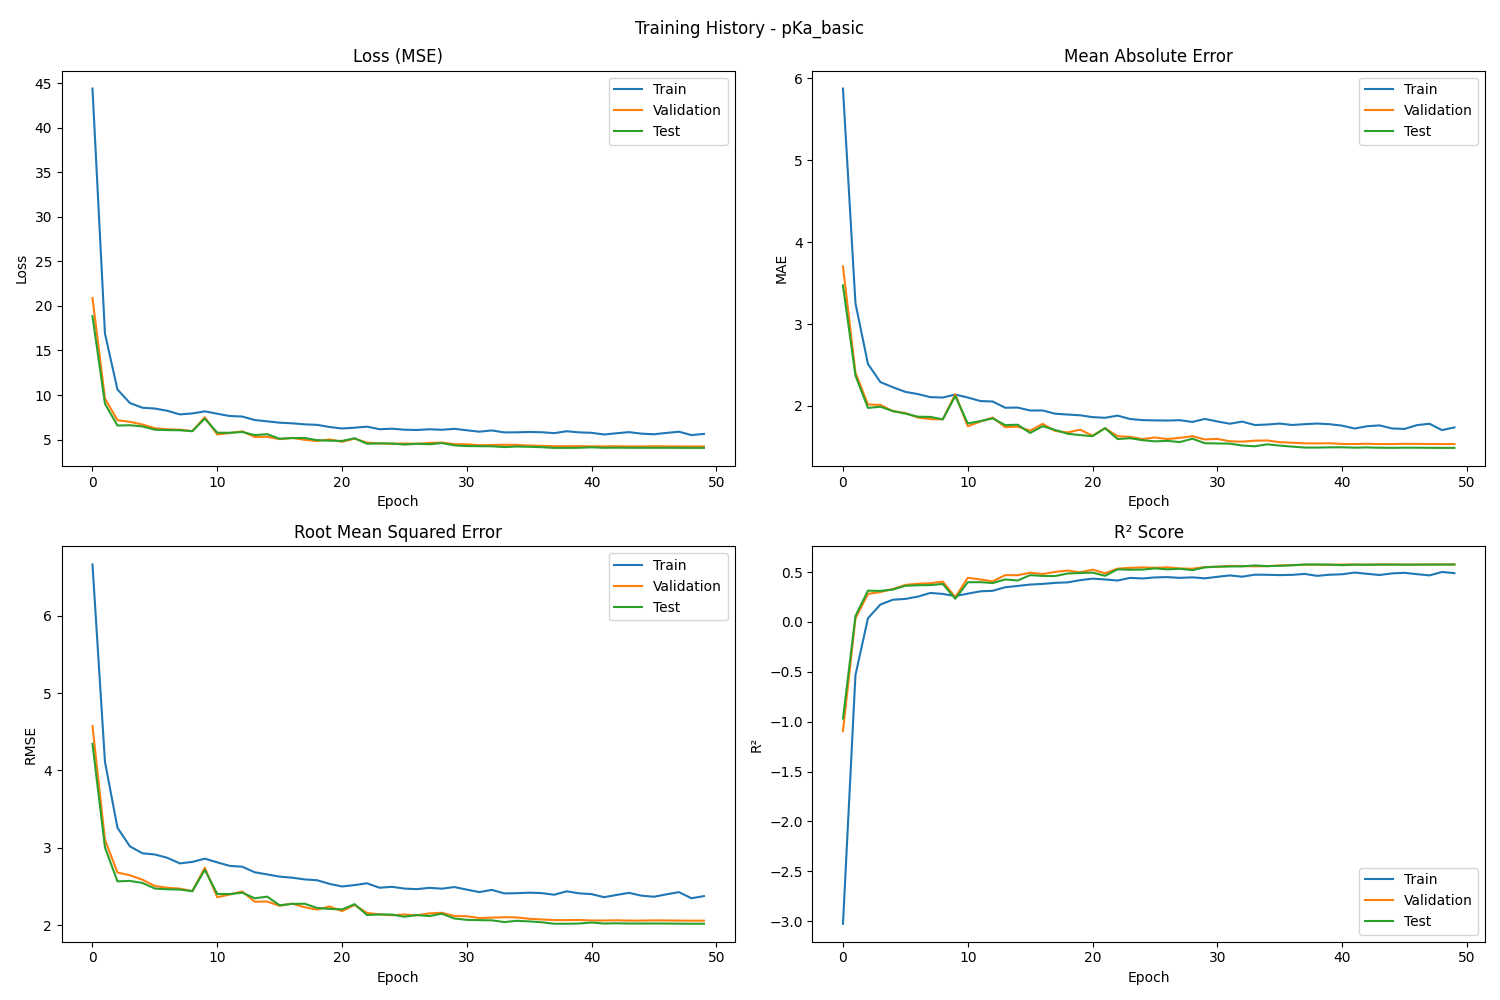 Training History - pKa_basic
Loss (MSE)
Loss
45
40
35
30
25
20
15
10
5
0 10 20 30 40 50
Epoch
Train
Validation
Test
Mean Absolute Error
MAE
6
5
4
3
2
0 10 20 30 40 50
Epoch
Train
Validation
Test
Root Mean Squared Error
RMSE
6
5
4
3
2
0 10 20 30 40 50
Epoch
Train
Validation
Test
R² Score
R²
0.5
0.0
−0.5
−1.0
−1.5
−2.0
−2.5
−3.0
0 10 20 30 40 50
Epoch
Train
Validation
Test